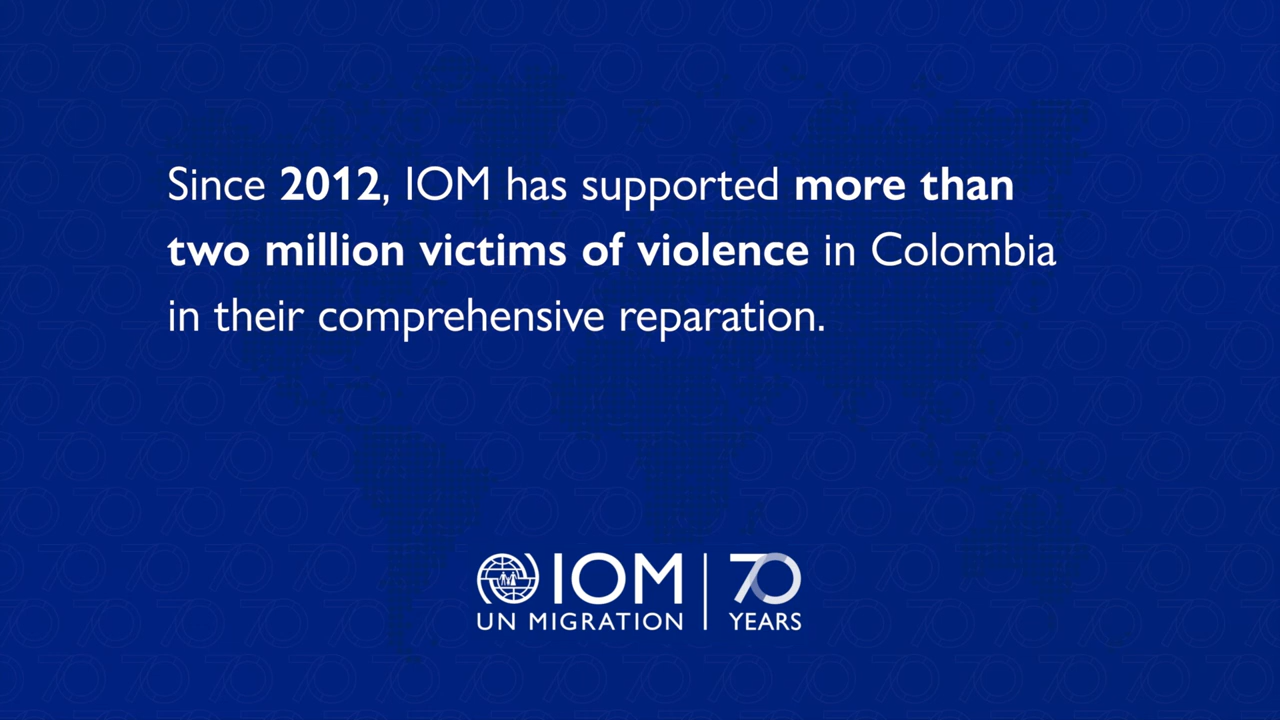 Since 2012, IOM has supported more than
two million victims of violence in Colombia
in their comprehensive reparation.
IOM
UN MIGRATION
70
YEARS